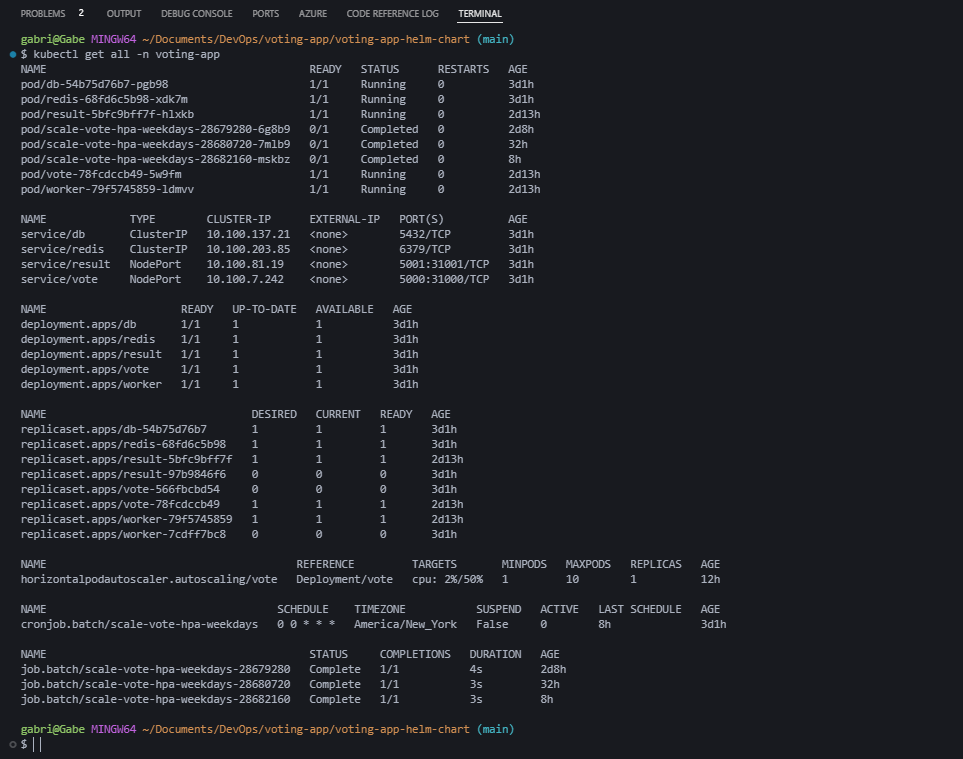 PROBLEMS 2 OUTPUT DEBUG CONSOLE PORTS AZURE CODE REFERENCE LOG TERMINAL
gabri@Gabe MINGW64 ~/Documents/DevOps/voting-app/voting-app-helm-chart (main)
$ kubectl get all -n voting-app
NAME READY STATUS RESTARTS AGE
pod/db-54b75d76b7-pgb98 1/1 Running 0 3d1h
pod/redis-68fd6c5b98-xdk7m 1/1 Running 0 3d1h
pod/result-5bfc9bff7f-hlxkb 1/1 Running 0 2d13h
pod/scale-vote-hpa-weekdays-28679280-6g8b9 0/1 Completed 0 2d8h
pod/scale-vote-hpa-weekdays-28680720-7mlb9 0/1 Completed 0 32h
pod/scale-vote-hpa-weekdays-28682160-mskbz 0/1 Completed 0 8h
pod/vote-78fcdccb49-5w9fm 1/1 Running 0 2d13h
pod/worker-79f5745859-ldmvv 1/1 Running 0 2d13h
NAME TYPE CLUSTER-IP EXTERNAL-IP PORT(S) AGE
service/db ClusterIP 10.100.137.21 <none> 5432/TCP 3d1h
service/redis ClusterIP 10.100.203.85 <none> 6379/TCP 3d1h
service/result NodePort 10.100.81.19 <none> 5001:31001/TCP 3d1h
service/vote NodePort 10.100.7.242 <none> 5000:31000/TCP 3d1h
NAME READY UP-TO-DATE AVAILABLE AGE
deployment.apps/db 1/1 1 1 3d1h
deployment.apps/redis 1/1 1 1 3d1h
deployment.apps/result 1/1 1 1 3d1h
deployment.apps/vote 1/1 1 1 3d1h
deployment.apps/worker 1/1 1 1 3d1h
NAME DESIRED CURRENT READY AGE
replicaset.apps/db-54b75d76b7 1 1 1 3d1h
replicaset.apps/redis-68fd6c5b98 1 1 1 3d1h
replicaset.apps/result-5bfc9bff7f 1 1 1 2d13h
replicaset.apps/result-97b9846f6 0 0 0 3d1h
replicaset.apps/vote-566fbcbd54 0 0 0 3d1h
replicaset.apps/vote-78fcdccb49 1 1 1 2d13h
replicaset.apps/worker-79f5745859 1 1 1 2d13h
replicaset.apps/worker-7cdff7bc8 0 0 0 3d1h
NAME REFERENCE TARGETS MINPODS MAXPODS REPLICAS AGE
horizontalpodautoscaler.autoscaling/vote Deployment/vote cpu: 2%/50% 1 10 1 12h
NAME SCHEDULE TIMEZONE SUSPEND ACTIVE LAST SCHEDULE AGE
cronjob.batch/scale-vote-hpa-weekdays 0 0 * * * America/New_York False 0 8h 3d1h
NAME STATUS COMPLETIONS DURATION AGE
job.batch/scale-vote-hpa-weekdays-28679280 Complete 1/1 4s 2d8h
job.batch/scale-vote-hpa-weekdays-28680720 Complete 1/1 3s 32h
job.batch/scale-vote-hpa-weekdays-28682160 Complete 1/1 3s 8h
gabri@Gabe MINGW64 ~/Documents/DevOps/voting-app/voting-app-helm-chart (main)
$